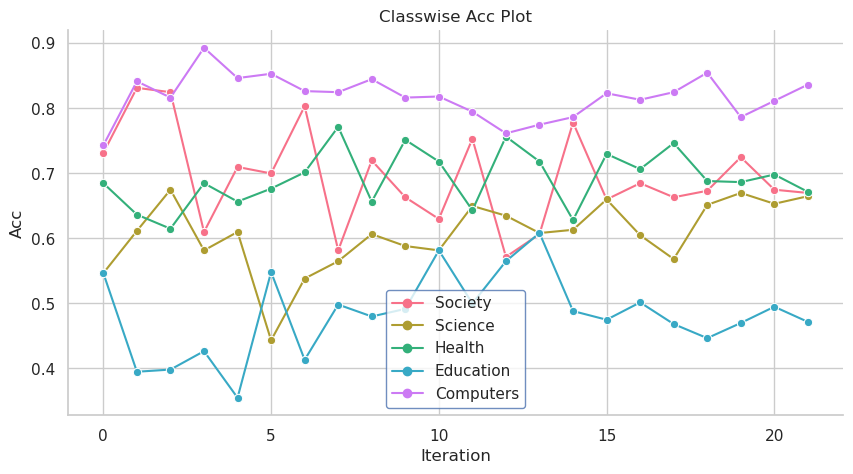 Classwise Acc Plot
0.9
0.8
0.7
0.6
0.5
0.4
Acc
Society
Science
Health
Education
Computers
0 5 10 15 20
Iteration